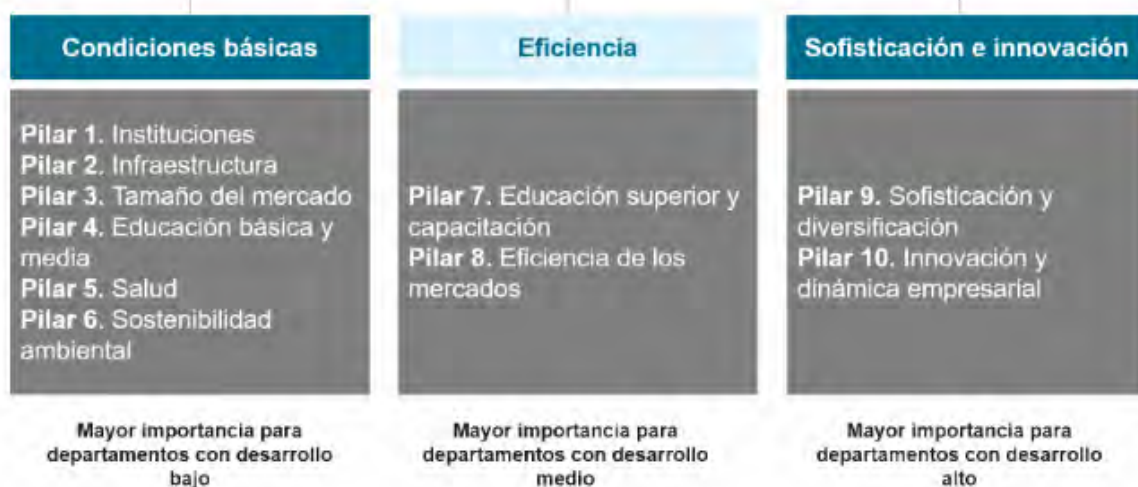 Condiciones básicas
Pilar 1. Instituciones
Pilar 2. Infraestructura
Pilar 3. Tamaño del mercado
Pilar 4. Educación básica y
media
Pilar 5. Salud
Pilar 6. Sostenibilidad
ambiental
Mayor importancia para
departamentos con desarrollo
bajo
Eficiencia
Pilar 7. Educación superior y
capacitación
Pilar 8. Eficiencia de los
mercados
Mayor importancia para
departamentos con desarrollo
medio
Sofisticación e innovación
Pilar 9. Sofisticación y
diversificación
Pilar 10. Innovación y
dinámica empresarial
Mayor importancia para
departamentos con desarrollo
alto